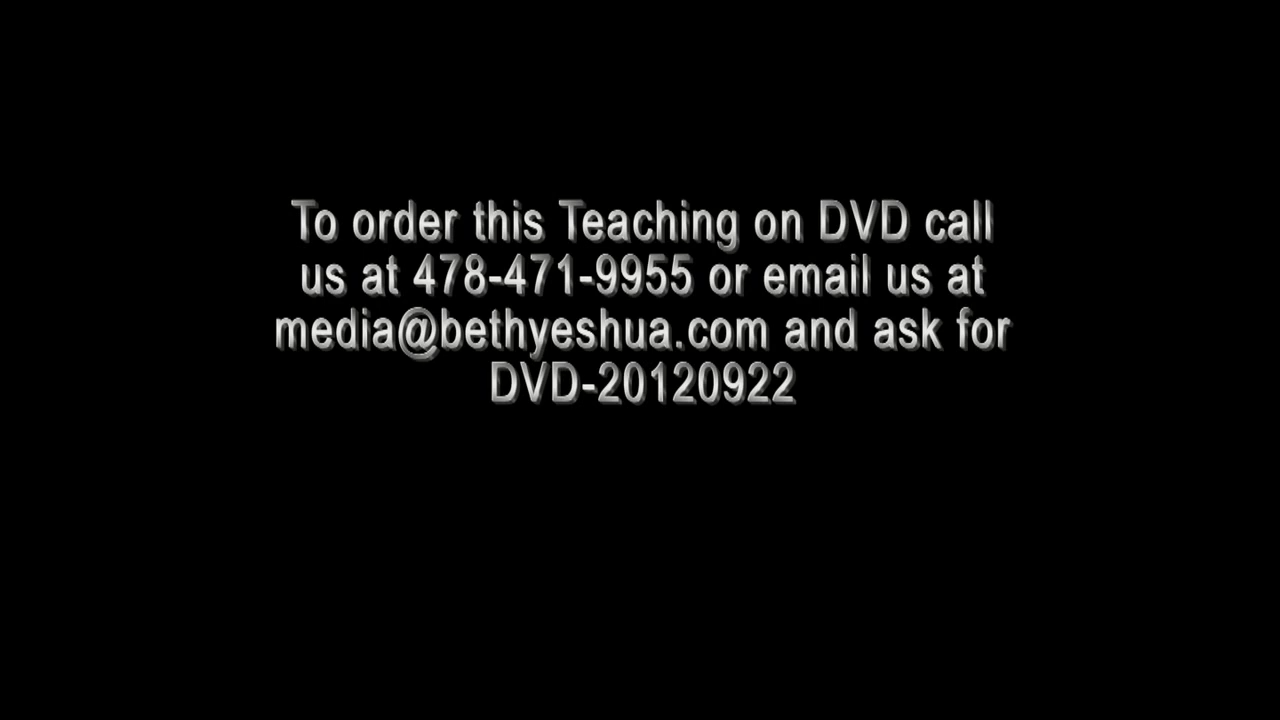 To order this Teaching on DVD call
us at 478-471-9955 or email us at
media@bethyeshua.com and ask for
DVD-20120922